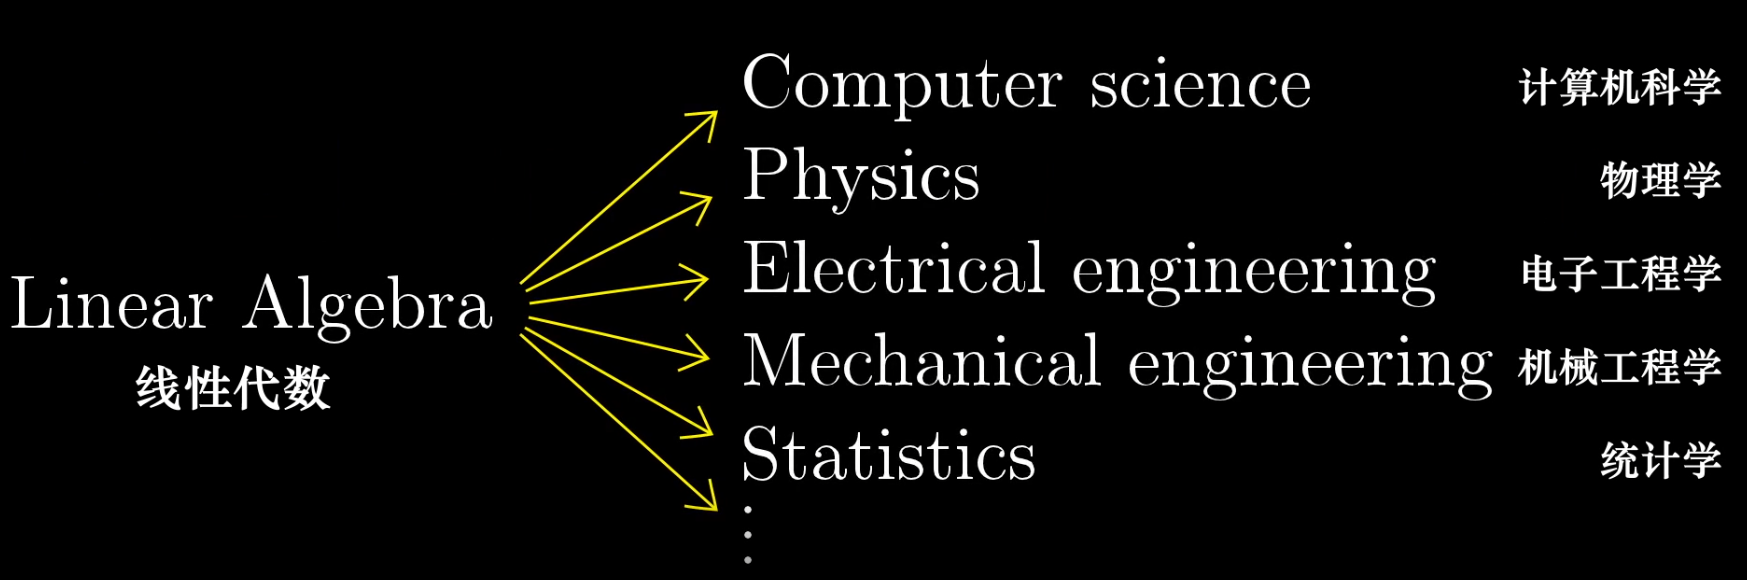 Computer science 计算机科学
Physics 物理学
Electrical engineering 电子工程学
Linear Algebra
Mechanical engineering 机械工程学
线性代数
Statistics 统计学
⋮